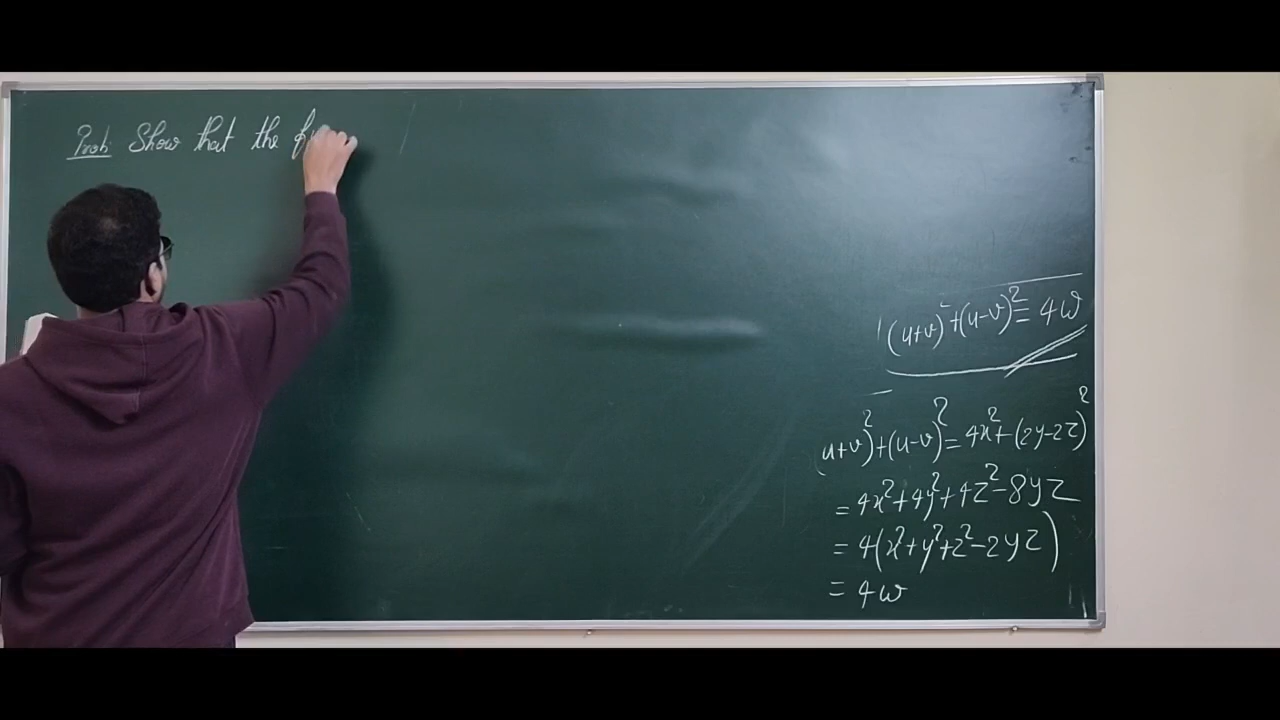 Prob: Show that the
(u+v)²+(u-v)²= 4w
(u+v)²+(u-v)²= 4x²+(2y-2z)²
= 4x²+4y²+4z²-8yz
= 4(x²+y²+z²-2yz)
= 4w